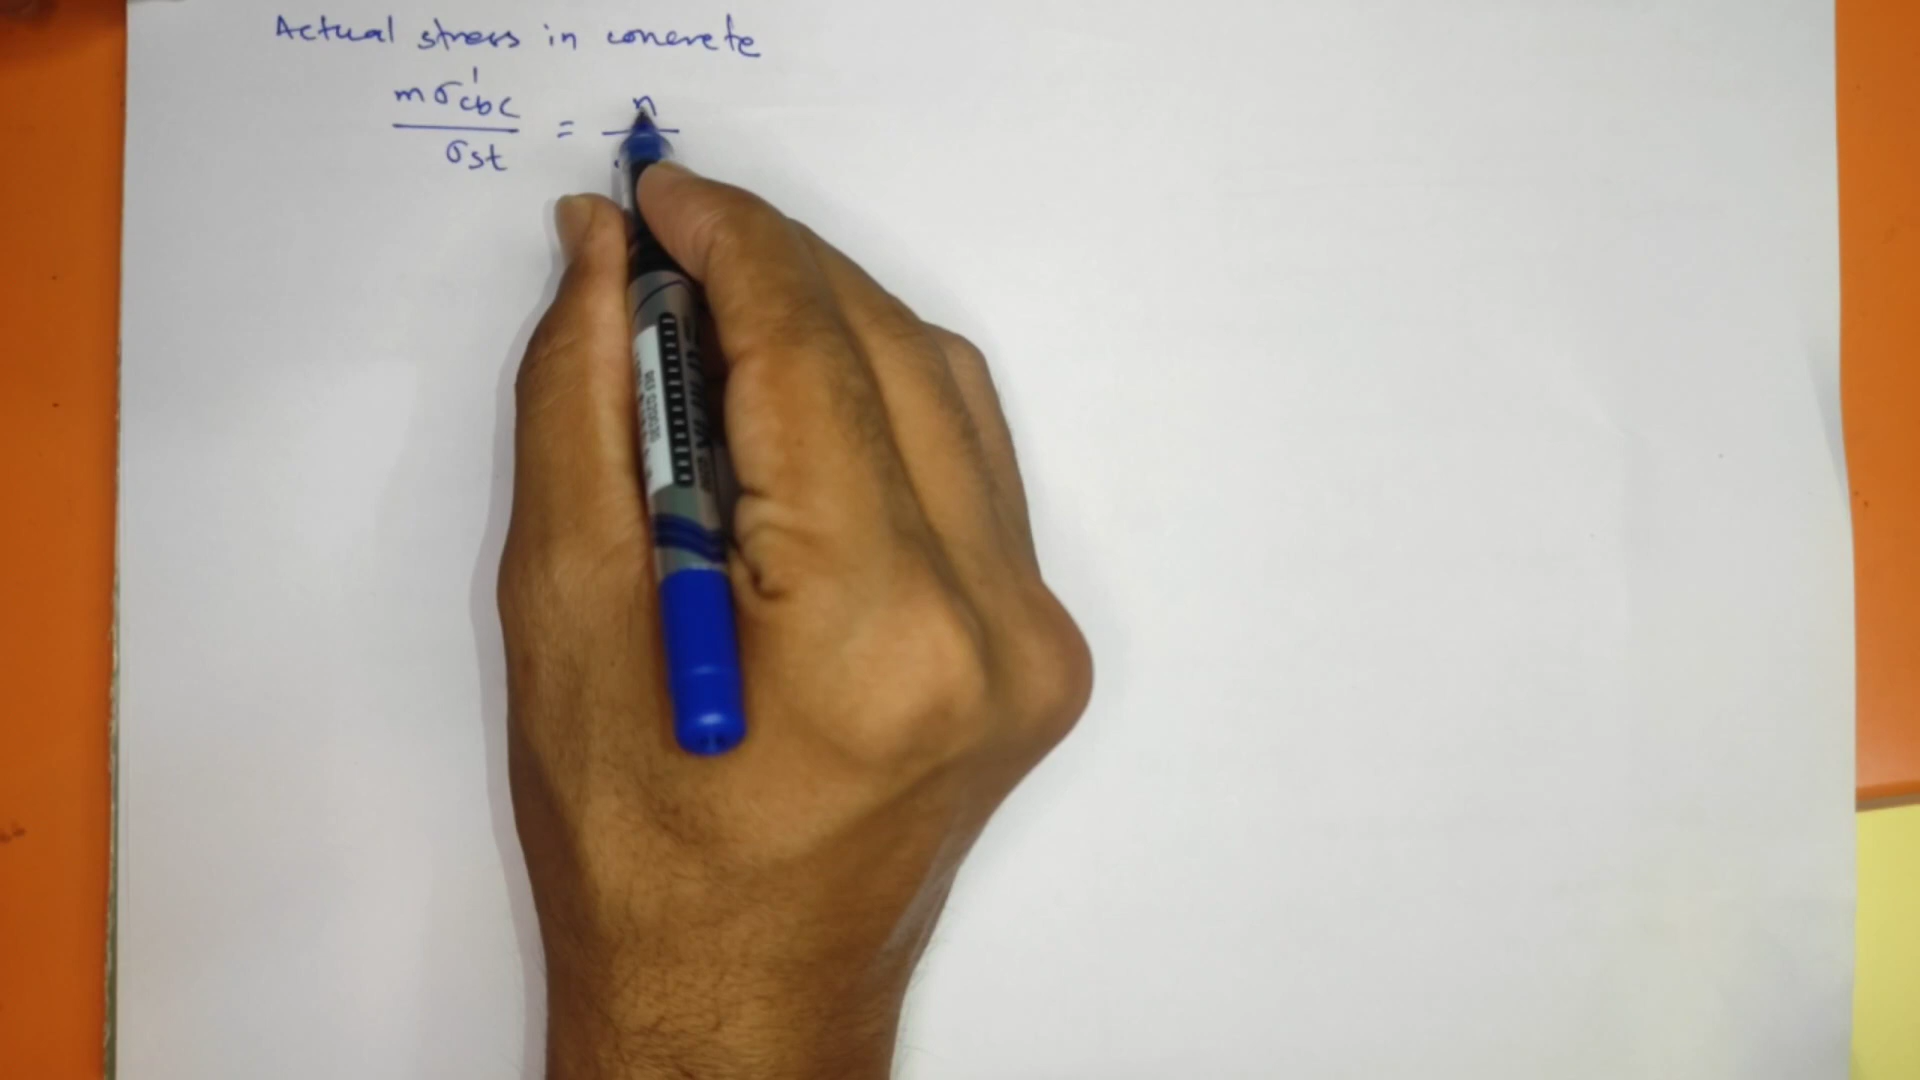 Actual stress in concrete
mσ'cbc / σst = n /